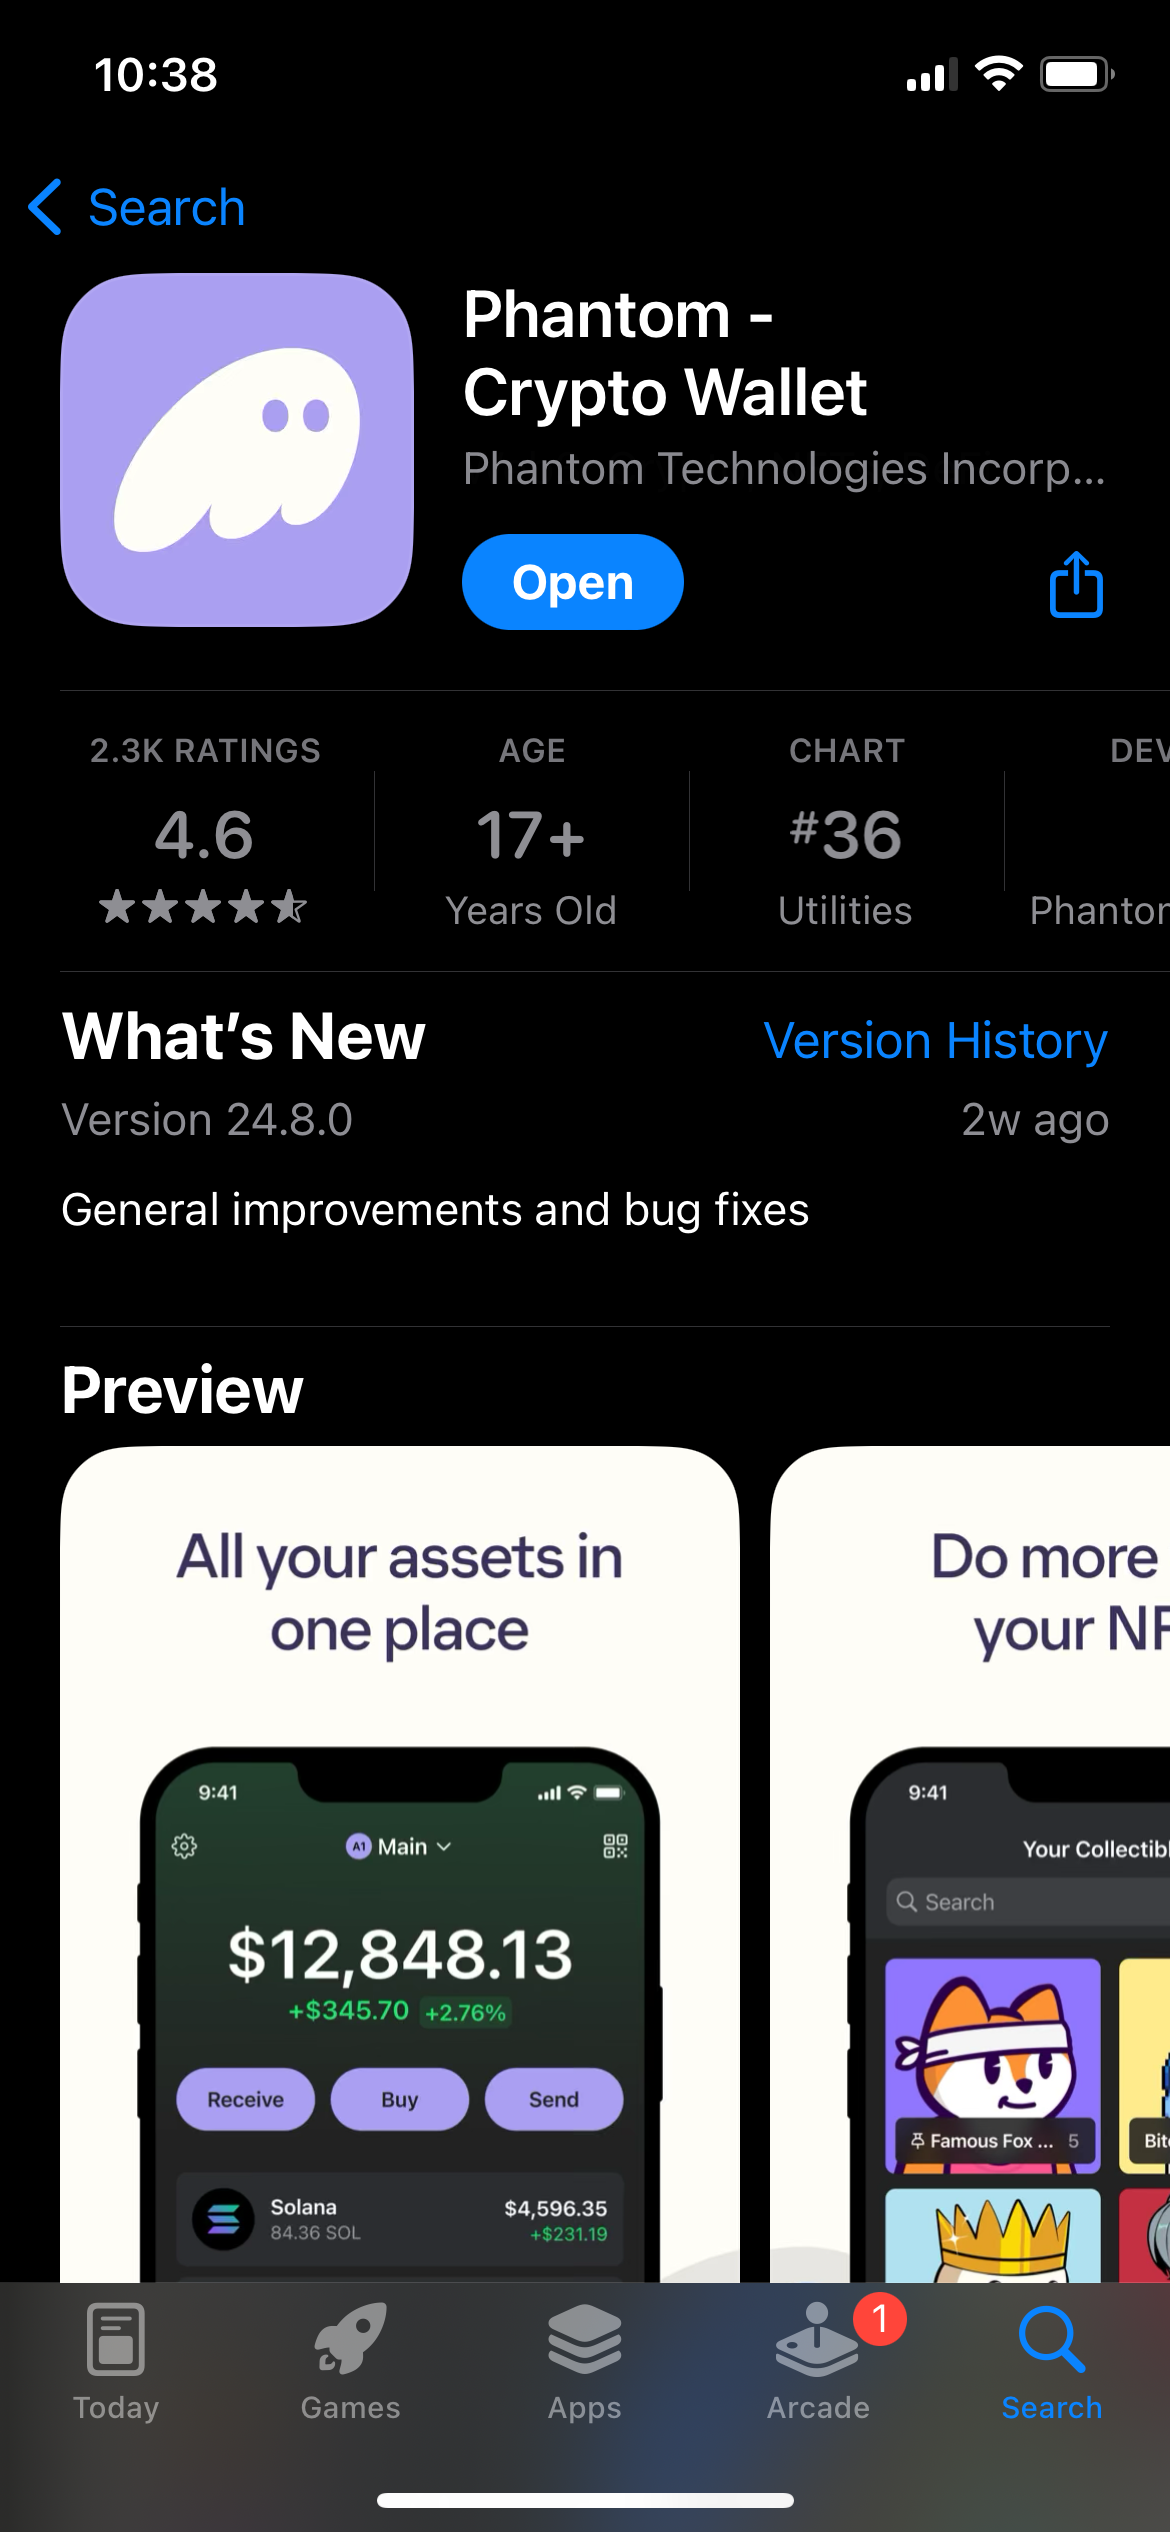 10:38
Search
Phantom -
Crypto Wallet
Phantom Technologies Incorp...
Open
2.3K RATINGS
4.6
AGE
17+
Years Old
CHART
#36
Utilities
DEV
Phantom
What's New
Version History
Version 24.8.0
2w ago
General improvements and bug fixes
Preview
All your assets in
one place
9:41
A1 Main
$12,848.13
+$345.70 +2.76%
Receive
Buy
Send
Solana
$4,596.35
84.36 SOL
+$231.19
Do more
your NF
9:41
Your Collectib
Search
Famous Fox ... 5
Bit
Today
Games
Apps
Arcade
1
Search